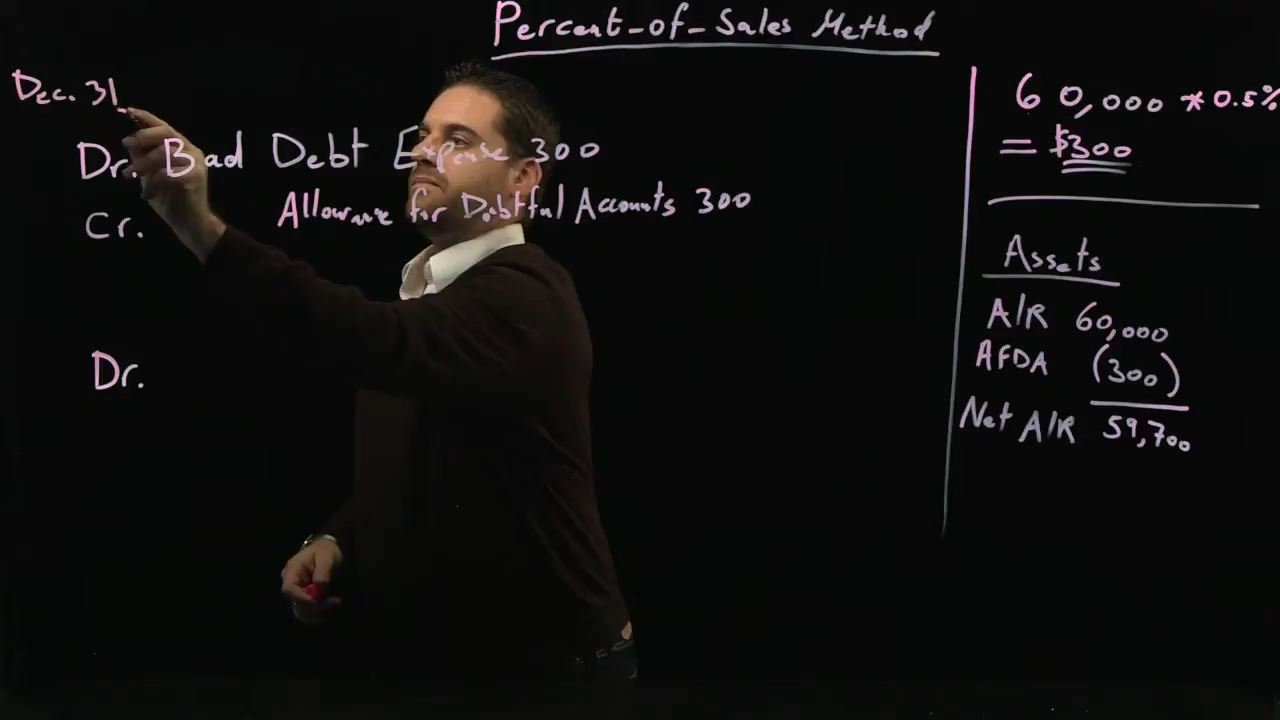 Percent-of-Sales Method
Dec. 31
Dr. Bad Debt Expense 300
Cr. Allowance for Doubtful Accounts 300
Dr.
60,000 * 0.5%
= $300
Assets
A/R 60,000
AFDA (300)
Net A/R 59,700